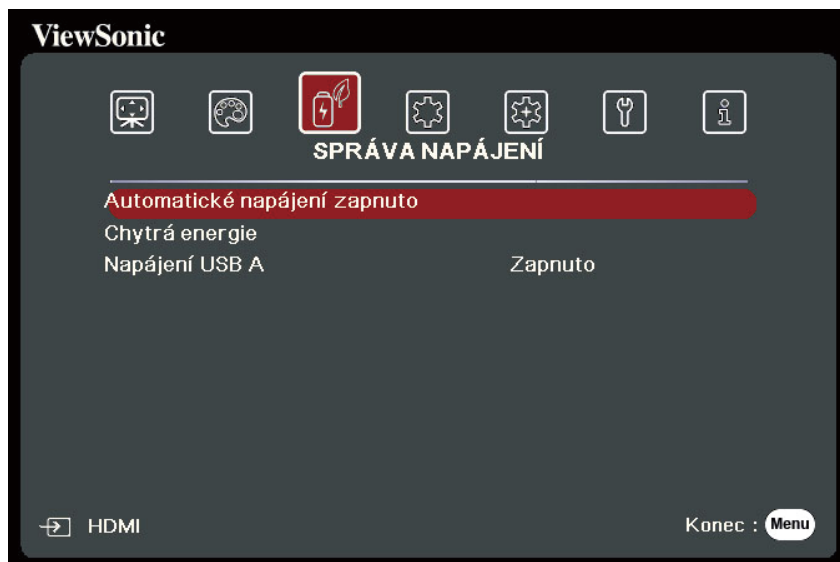 ViewSonic
SPRÁVA NAPÁJENÍ
Automatické napájení zapnuto
Chytrá energie
Napájení USB A Zapnuto
HDMI Konec : Menu